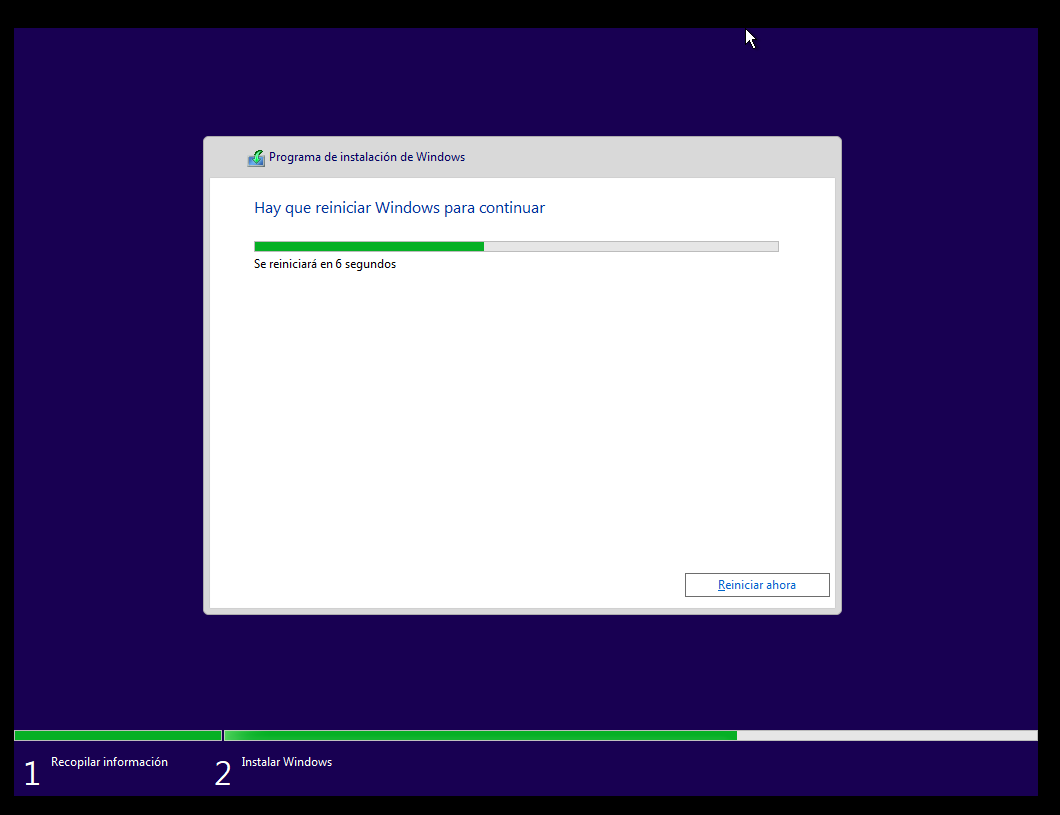 Programa de instalación de Windows
Hay que reiniciar Windows para continuar
Se reiniciará en 6 segundos
Reiniciar ahora
1 Recopilar información
2 Instalar Windows